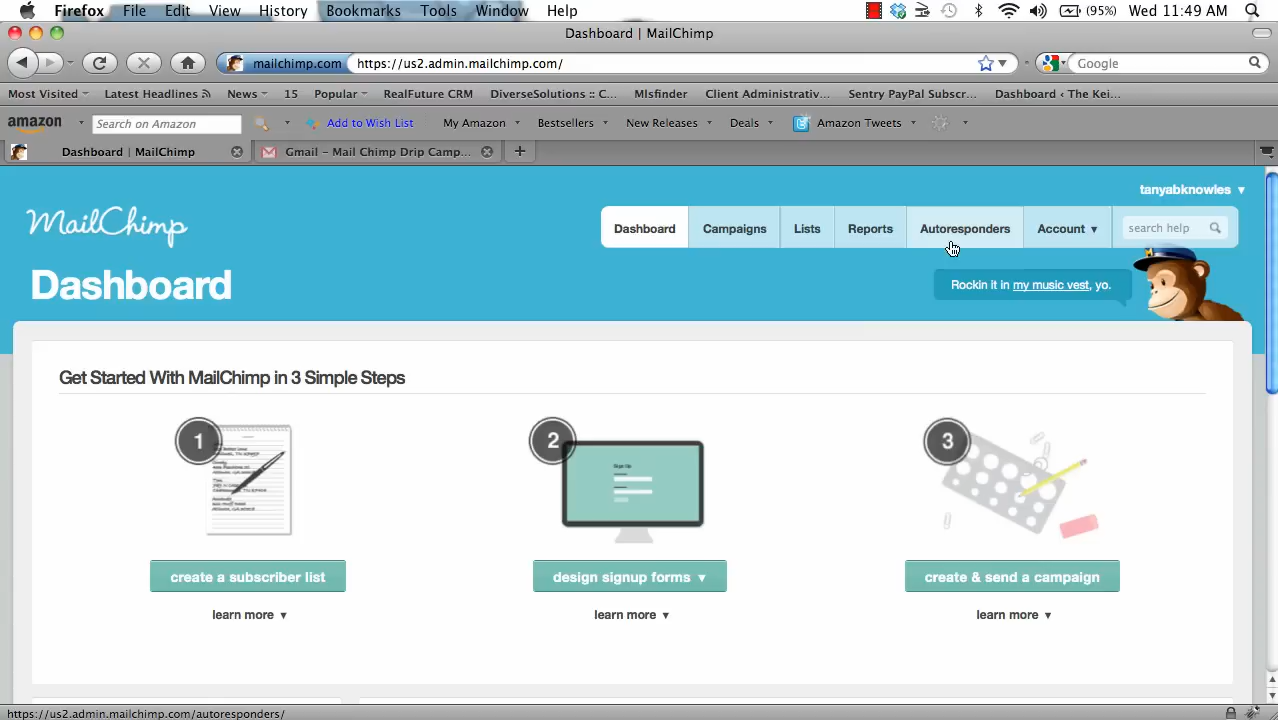 Firefox File Edit View History Bookmarks Tools Window Help (95%) Wed 11:49 AM
Dashboard | MailChimp
mailchimp.com https://us2.admin.mailchimp.com/ Google
Most Visited Latest Headlines News 15 Popular RealFuture CRM DiverseSolutions :: C... MIsfinder Client Administrativ... Sentry PayPal Subscr... Dashboard ‹ The Kei...
amazon Search on Amazon Add to Wish List My Amazon Bestsellers New Releases Deals Amazon Tweets
Dashboard | MailChimp Gmail – Mail Chimp Drip Camp...
tanyabknowles
MailChimp
Dashboard Campaigns Lists Reports Autoresponders Account search help
Dashboard
Rockin it in my music vest, yo.
Get Started With MailChimp in 3 Simple Steps
1 2 3
Sign Up
create a subscriber list design signup forms create & send a campaign
learn more learn more learn more
https://us2.admin.mailchimp.com/autoresponders/